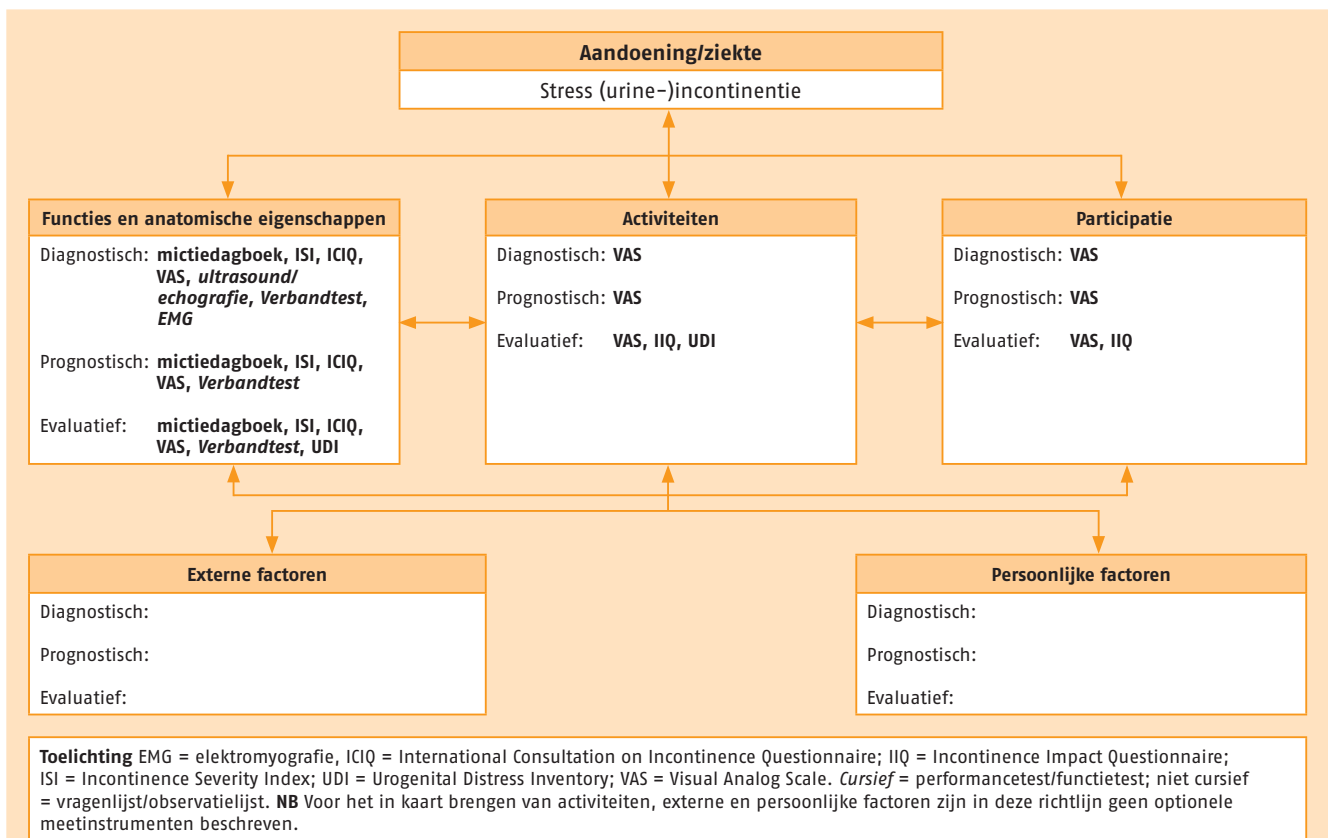 Aandoening/ziekte
Stress (urine-)incontinentie
Functies en anatomische eigenschappen
Diagnostisch: mictiedagboek, ISI, ICIQ,
VAS, ultrasound/
echografie, Verbandtest,
EMG
Prognostisch: mictiedagboek, ISI, ICIQ,
VAS, Verbandtest
Evaluatief: mictiedagboek, ISI, ICIQ,
VAS, Verbandtest, UDI
Activiteiten
Diagnostisch: VAS
Prognostisch: VAS
Evaluatief: VAS, IIQ, UDI
Participatie
Diagnostisch: VAS
Prognostisch: VAS
Evaluatief: VAS, IIQ
Externe factoren
Diagnostisch:
Prognostisch:
Evaluatief:
Persoonlijke factoren
Diagnostisch:
Prognostisch:
Evaluatief:
Toelichting EMG = elektromyografie, ICIQ = International Consultation on Incontinence Questionnaire; IIQ = Incontinence Impact Questionnaire;
ISI = Incontinence Severity Index; UDI = Urogenital Distress Inventory; VAS = Visual Analog Scale. Cursief = performancetest/functietest; niet cursief
= vragenlijst/observatielijst. NB Voor het in kaart brengen van activiteiten, externe en persoonlijke factoren zijn in deze richtlijn geen optionele
meetinstrumenten beschreven.